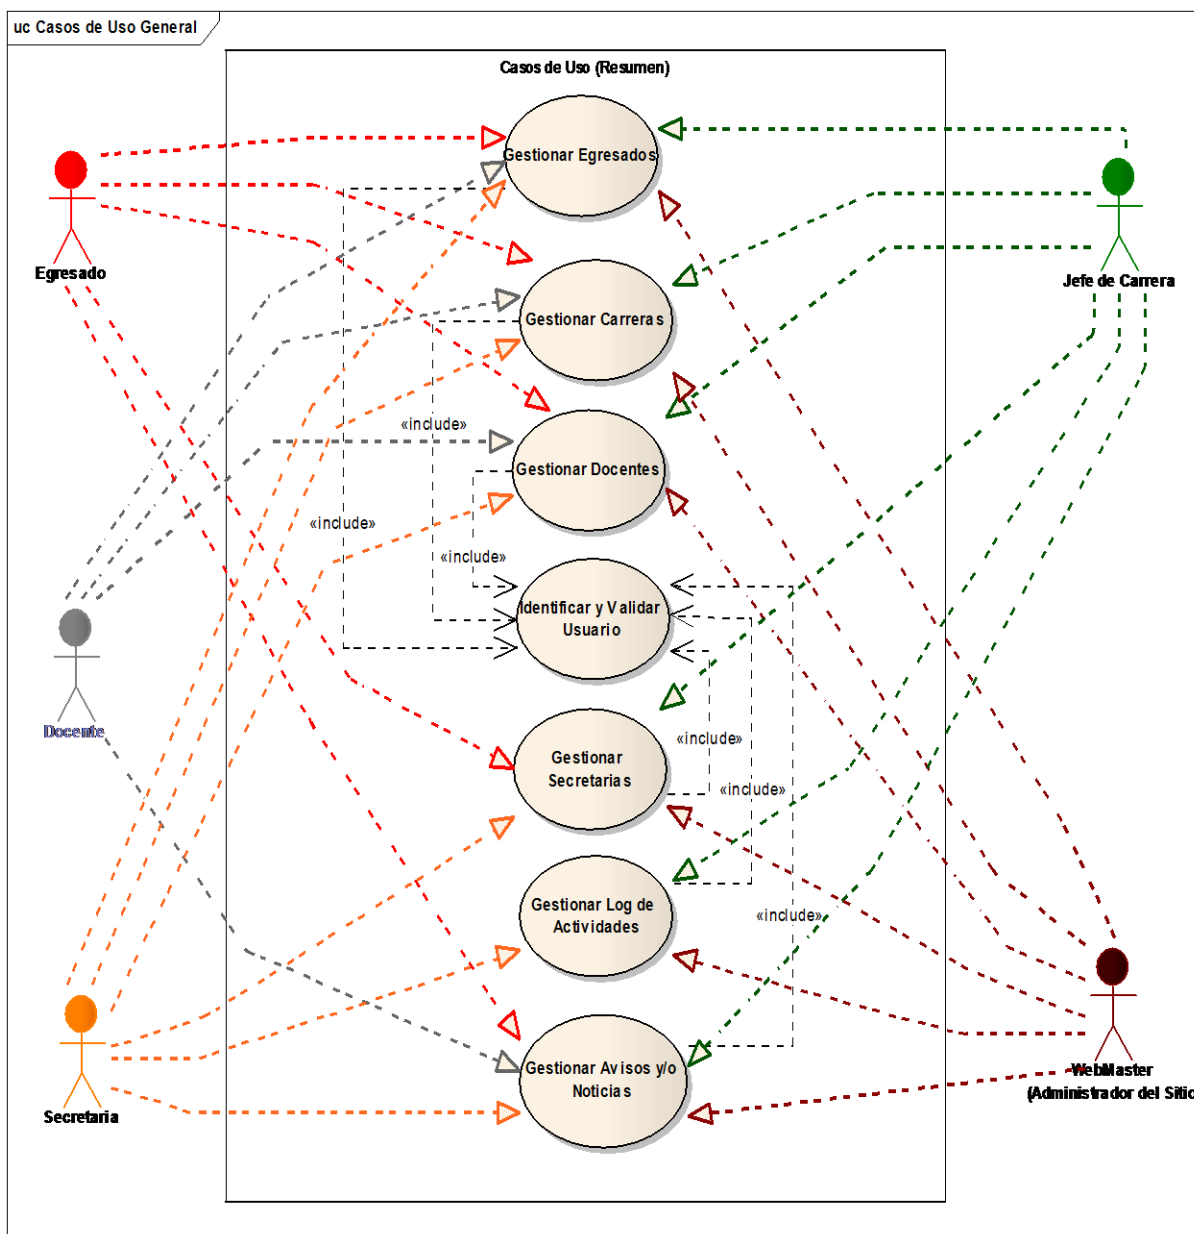 uc Casos de Uso General
Casos de Uso (Resumen)
Gestionar Egresados
Egresado
Jefe de Carrera
Gestionar Carreras
«include»
Gestionar Docentes
«include»
«include»
Identificar y Validar
Usuario
Docente
Gestionar
Secretarias
«include»
«include»
Gestionar Log de
Actividades
«include»
Gestionar Avisos y/o
Noticias
Secretaria
WebMaster
(Administrador del Sitio